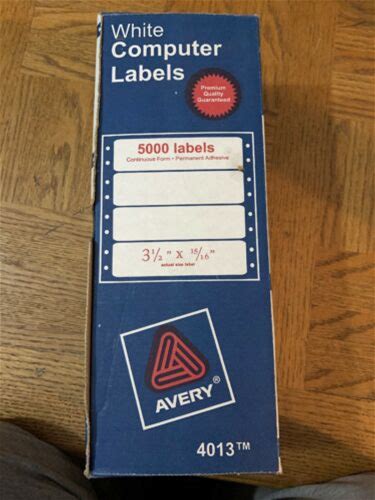 White
Computer
Labels
Premium
Quality
Guaranteed
5000 labels
Continuous Form • Permanent Adhesive
3½ " x 15/16"
actual size label
AVERY
4013™